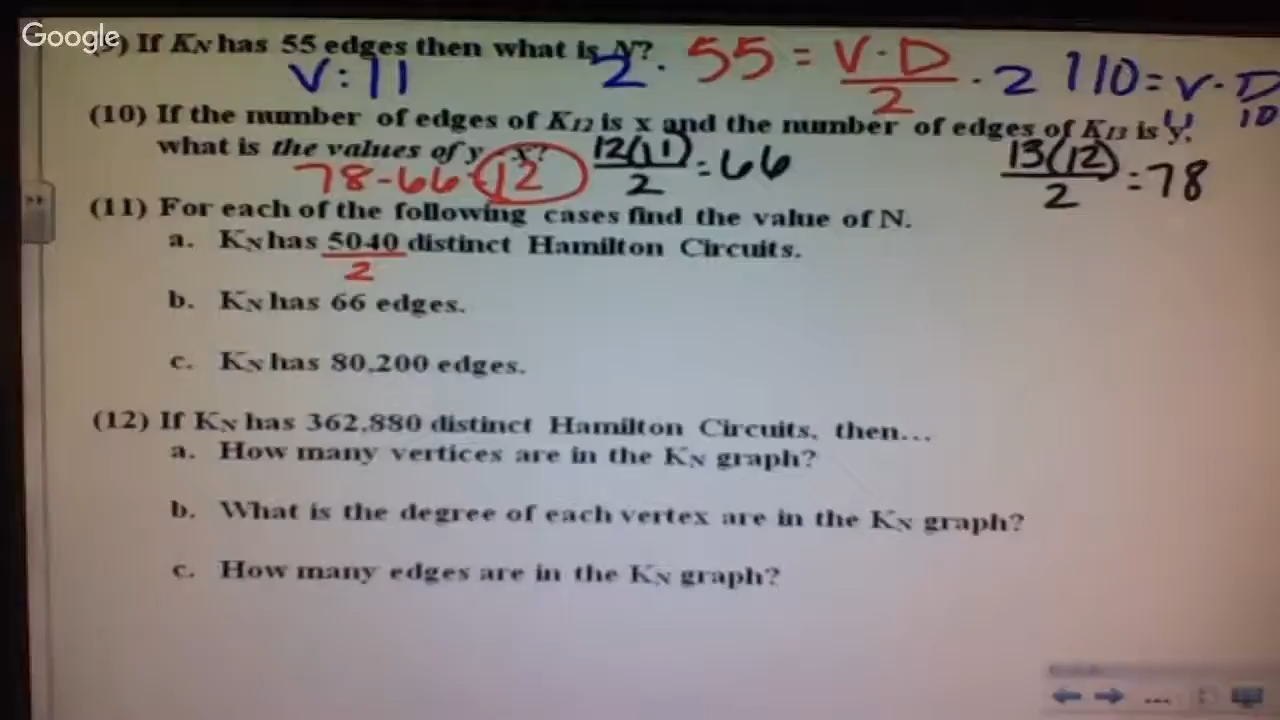 Google
9) If KN has 55 edges then what is N?. 55 = V·D/2 ·2 110 = V·D
V:11 2 11 10
(10) If the number of edges of K12 is x and the number of edges of K13 is y.
what is the values of y - x? 12(11)/2 = 66 13(12)/2 = 78
78-66 = 12
(11) For each of the following cases find the value of N.
a. KN has 5040 distinct Hamilton Circuits.
2
b. KN has 66 edges.
c. KN has 80,200 edges.
(12) If KN has 362,880 distinct Hamilton Circuits, then...
a. How many vertices are in the KN graph?
b. What is the degree of each vertex are in the KN graph?
c. How many edges are in the KN graph?